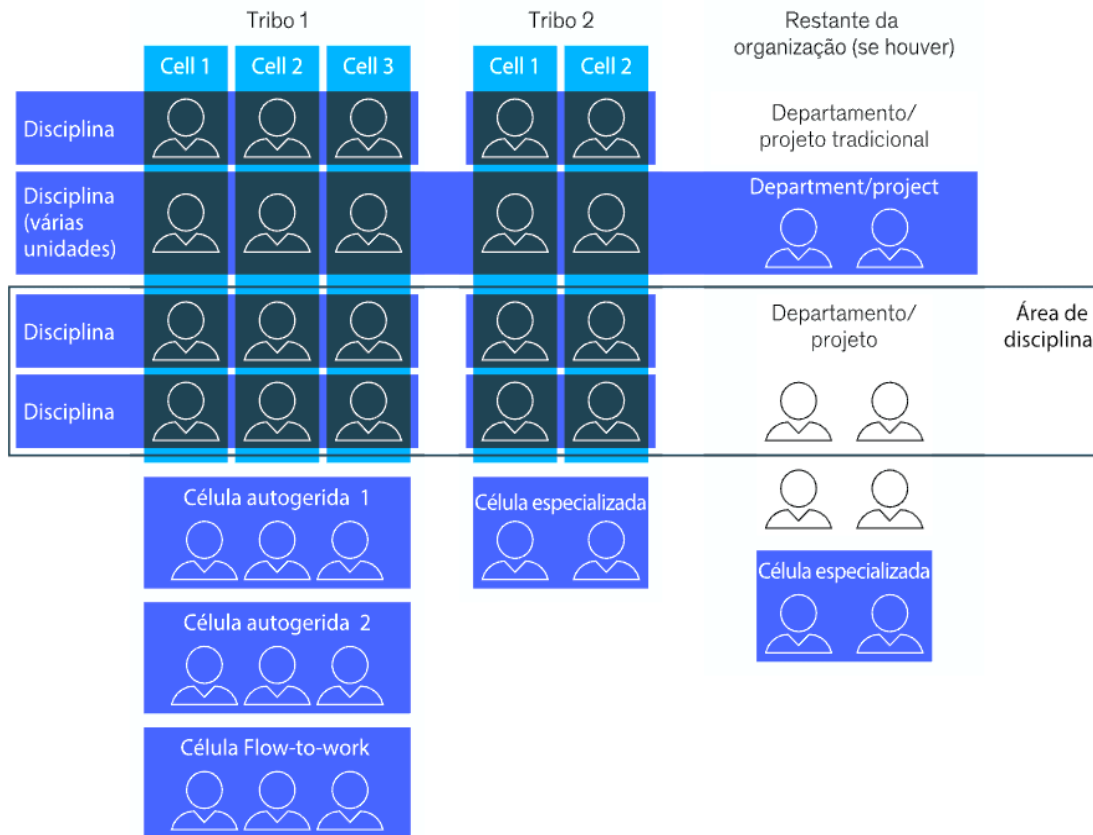 Tribo 1
Tribo 2
Restante da
organização (se houver)
Cell 1
Cell 2
Cell 3
Cell 1
Cell 2
Disciplina
Departamento/
projeto tradicional
Disciplina
(várias
unidades)
Department/project
Disciplina
Departamento/
projeto
Área de
disciplina
Disciplina
Célula autogerida 1
Célula especializada
Célula especializada
Célula autogerida 2
Célula Flow-to-work